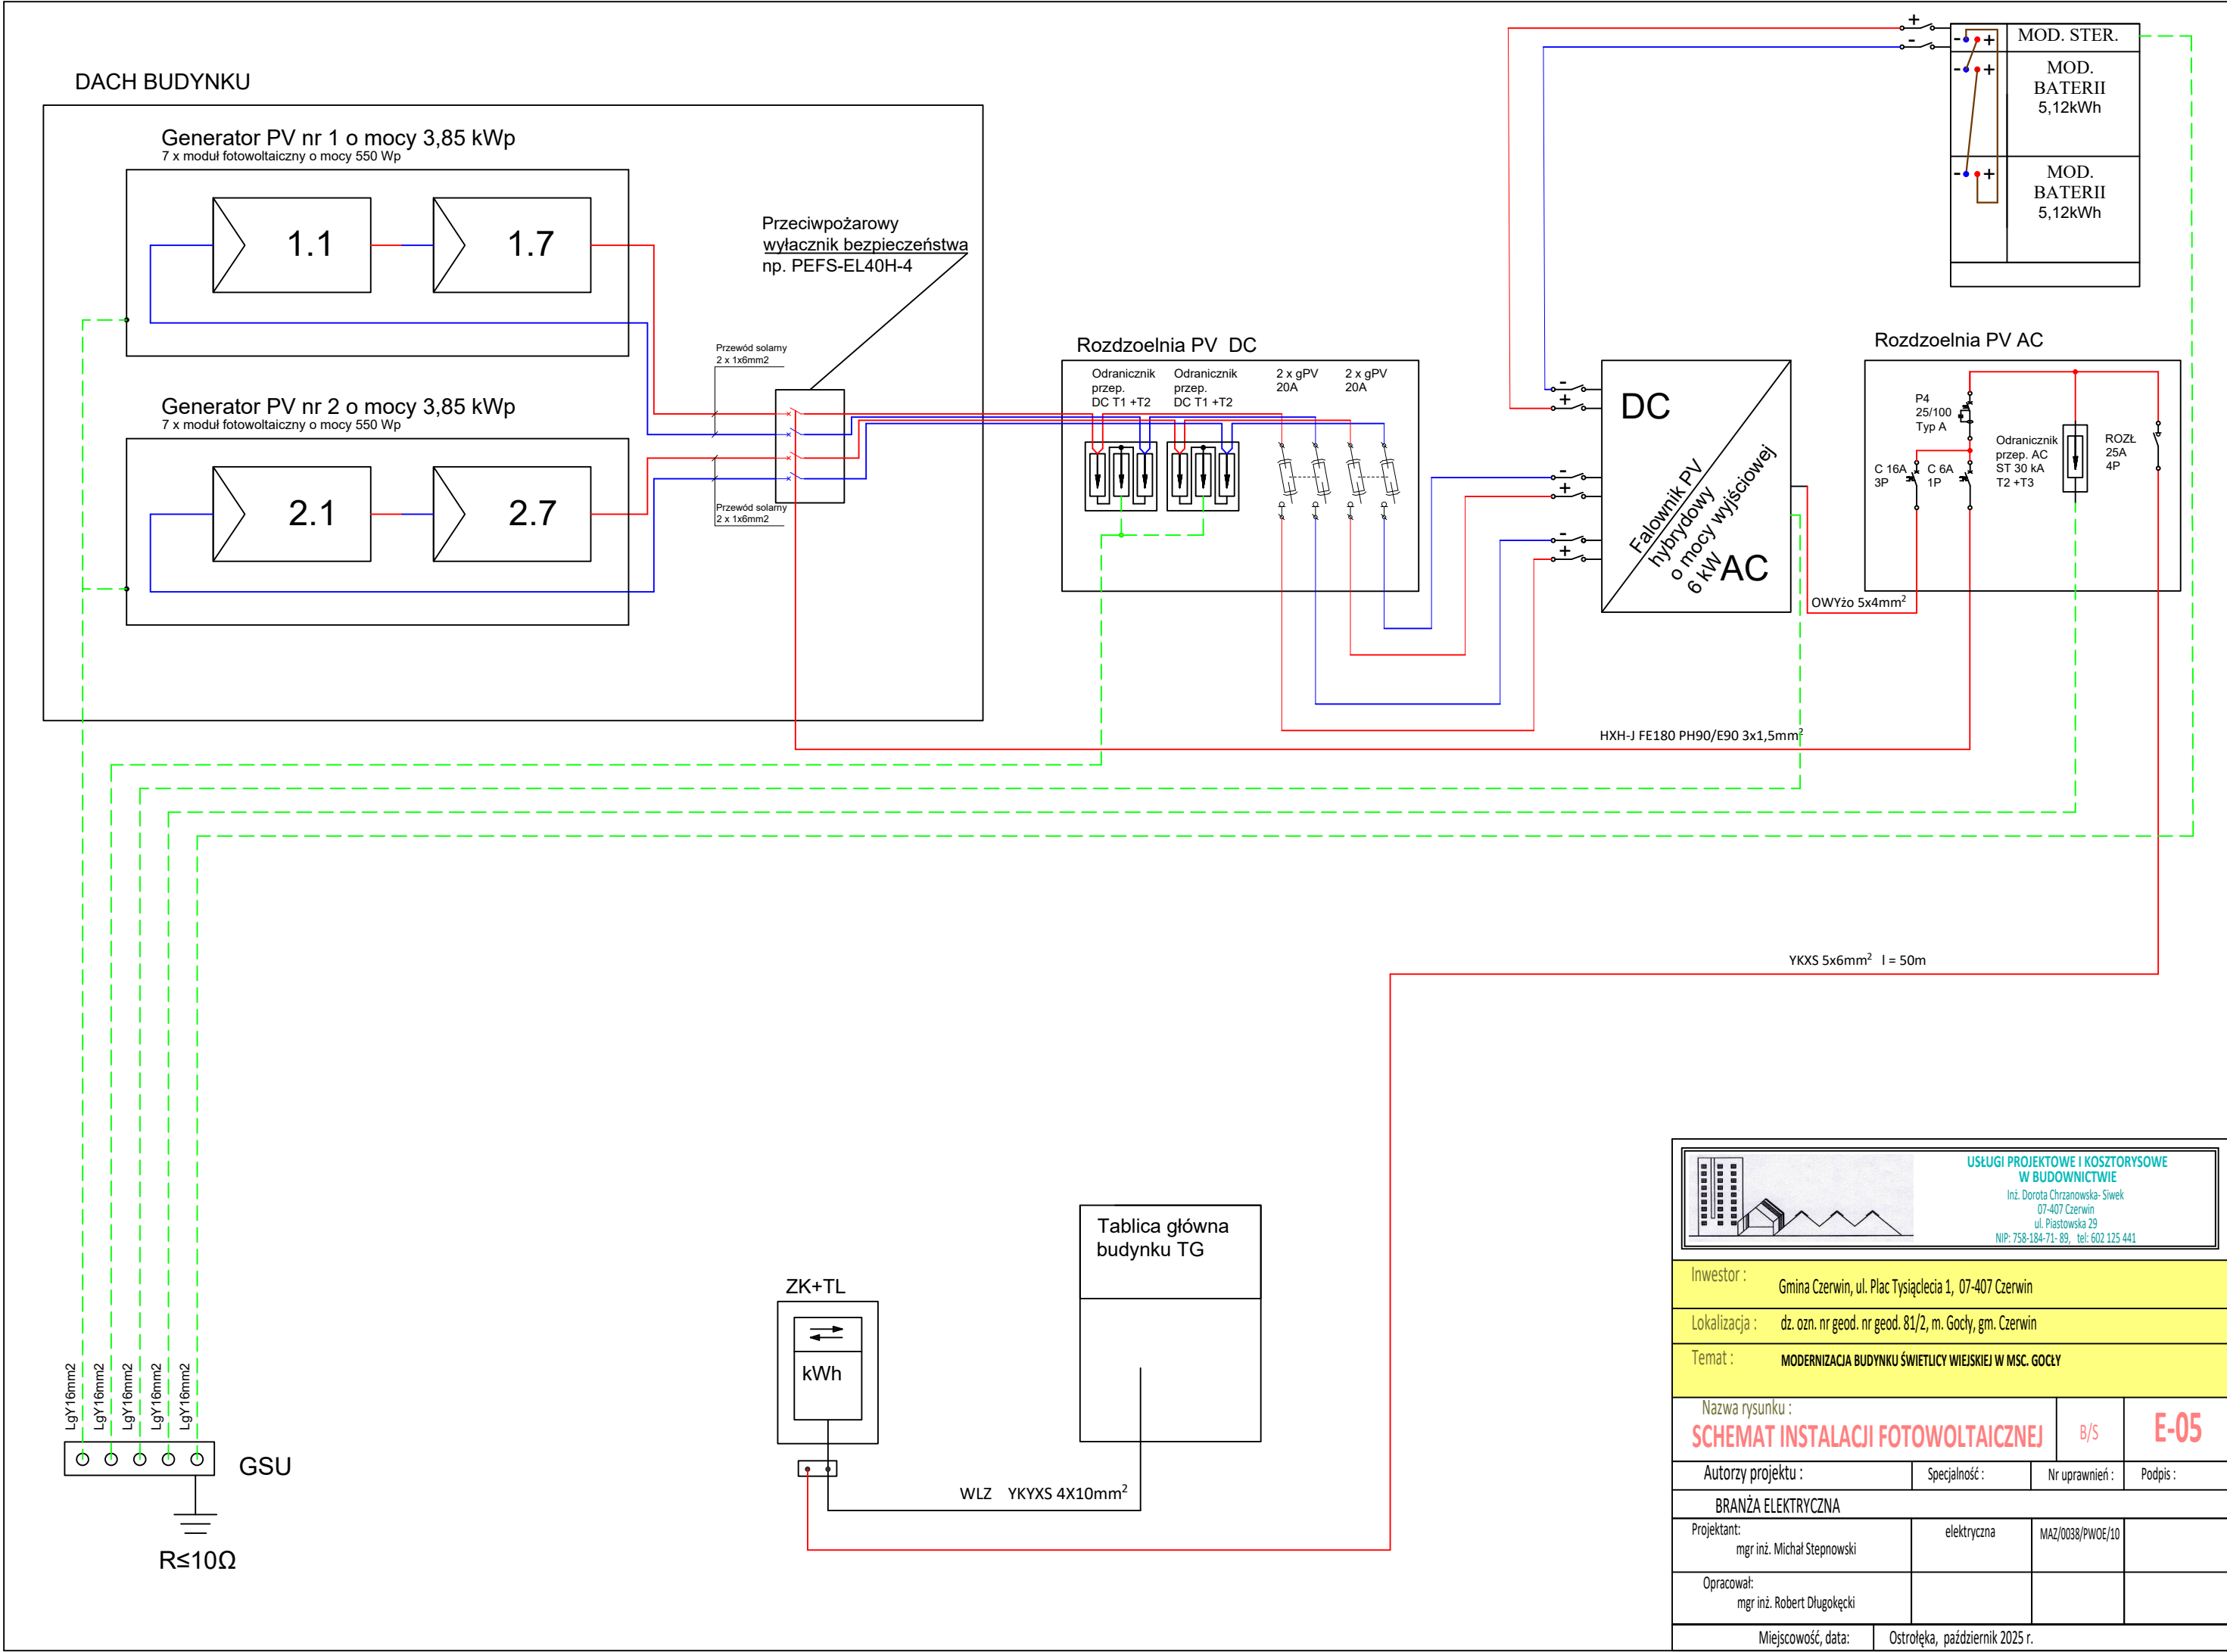 DACH BUDYNKU
Generator PV nr 1 o mocy 3,85 kWp
7 x moduł fotowoltaiczny o mocy 550 Wp
1.1
1.7
Przeciwpożarowy
wyłacznik bezpieczeństwa
np. PEFS-EL40H-4
Przewód solarny
2 x 1x6mm2
Generator PV nr 2 o mocy 3,85 kWp
7 x moduł fotowoltaiczny o mocy 550 Wp
2.1
2.7
Przewód solarny
2 x 1x6mm2
Rozdzoelnia PV DC
Odranicznik
przep.
DC T1 +T2
Odranicznik
przep.
DC T1 +T2
2 x gPV
20A
2 x gPV
20A
+
-
- +
MOD. STER.
- +
MOD.
BATERII
5,12kWh
- +
MOD.
BATERII
5,12kWh
-
+
-
+
-
+
DC
Falownik PV
hybrydowy
o mocy wyjściowej
6 kW
AC
Rozdzoelnia PV AC
P4
25/100
Typ A
C 16A
3P
C 6A
1P
Odranicznik
przep. AC
ST 30 kA
T2 +T3
ROZŁ
25A
4P
OWYżo 5x4mm²
HXH-J FE180 PH90/E90 3x1,5mm²
YKXS 5x6mm² l = 50m
LgY16mm2
LgY16mm2
LgY16mm2
LgY16mm2
LgY16mm2
GSU
R≤10Ω
ZK+TL
kWh
Tablica główna
budynku TG
WLZ YKYXS 4X10mm²
USŁUGI PROJEKTOWE I KOSZTORYSOWE
W BUDOWNICTWIE
Inż. Dorota Chrzanowska- Siwek
07-407 Czerwin
ul. Piastowska 29
NIP: 758-184-71- 89, tel: 602 125 441
Inwestor :
Gmina Czerwin, ul. Plac Tysiąclecia 1, 07-407 Czerwin
Lokalizacja :
dz. ozn. nr geod. nr geod. 81/2, m. Gocły, gm. Czerwin
Temat :
MODERNIZACJA BUDYNKU ŚWIETLICY WIEJSKIEJ W MSC. GOCŁY
Nazwa rysunku :
SCHEMAT INSTALACJI FOTOWOLTAICZNEJ
B/S
E-05
Autorzy projektu :
Specjalność :
Nr uprawnień :
Podpis :
BRANŻA ELEKTRYCZNA
Projektant:
mgr inż. Michał Stepnowski
elektryczna
MAZ/0038/PWOE/10
Opracował:
mgr inż. Robert Długokęcki
Miejscowość, data:
Ostrołęka, październik 2025 r.